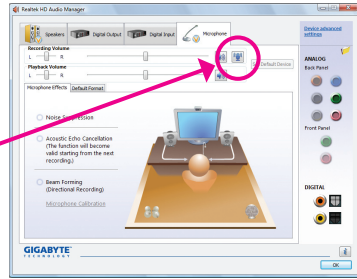 Realtek HD Audio Manager
Speakers
Digital Output
Digital Input
Microphone
Device advanced
settings
Recording Volume
L
R
Default Device
Playback Volume
L
R
Microphone Effects
Default Format
Noise Suppression
Acoustic Echo Cancellation
(The function will become
valid starting from the next
recording.)
Beam Forming
(Directional Recording)
Microphone Calibration
ANALOG
Back Panel
Front Panel
DIGITAL
GIGABYTE
TECHNOLOGY
i
OK